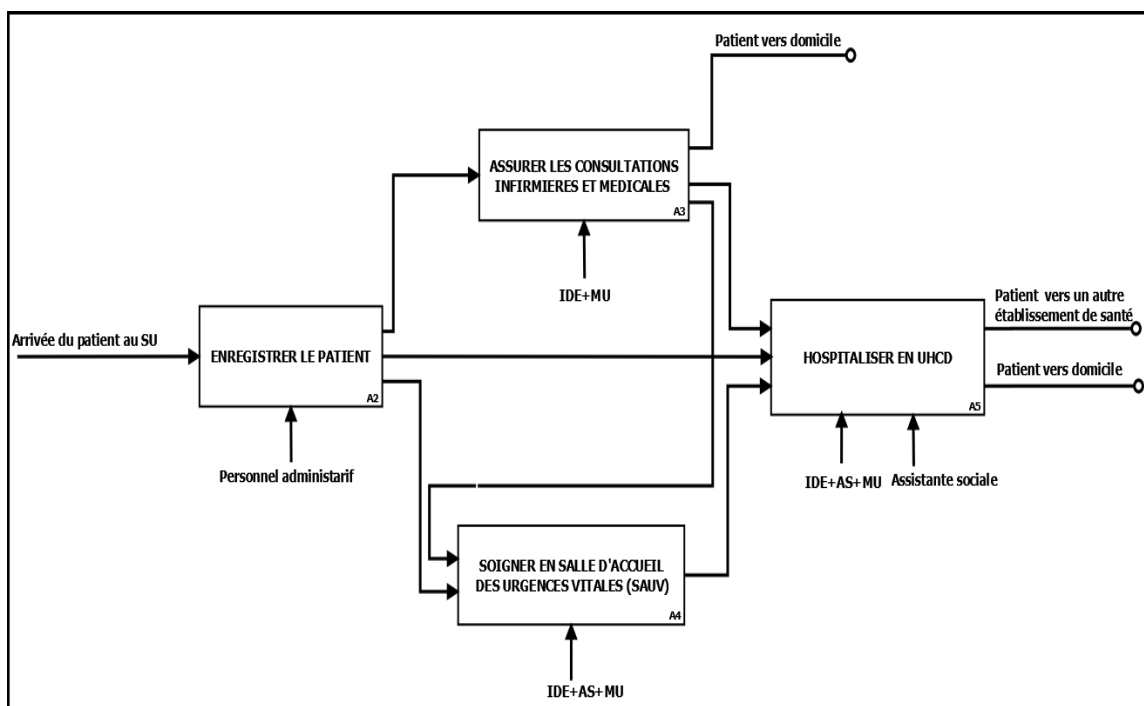 Patient vers domicile
ASSURER LES CONSULTATIONS
INFIRMIERES ET MEDICALES
A3
IDE+MU
Arrivée du patient au SU
ENREGISTRER LE PATIENT
A2
Personnel administarif
Patient vers un autre
établissement de santé
HOSPITALISER EN UHCD
Patient vers domicile
A5
IDE+AS+MU
Assistante sociale
SOIGNER EN SALLE D'ACCUEIL
DES URGENCES VITALES (SAUV)
A4
IDE+AS+MU